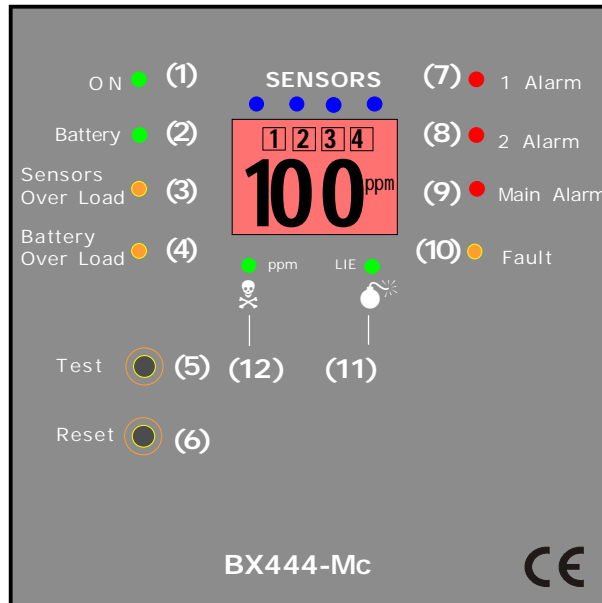 ON (1)
Battery (2)
Sensors
Over Load (3)
Battery
Over Load (4)
SENSORS
1 2 3 4
100 ppm
ppm LIE
(12) (11)
(7) 1 Alarm
(8) 2 Alarm
(9) Main Alarm
(10) Fault
Test (5)
Reset (6)
BX444-Mc
CE